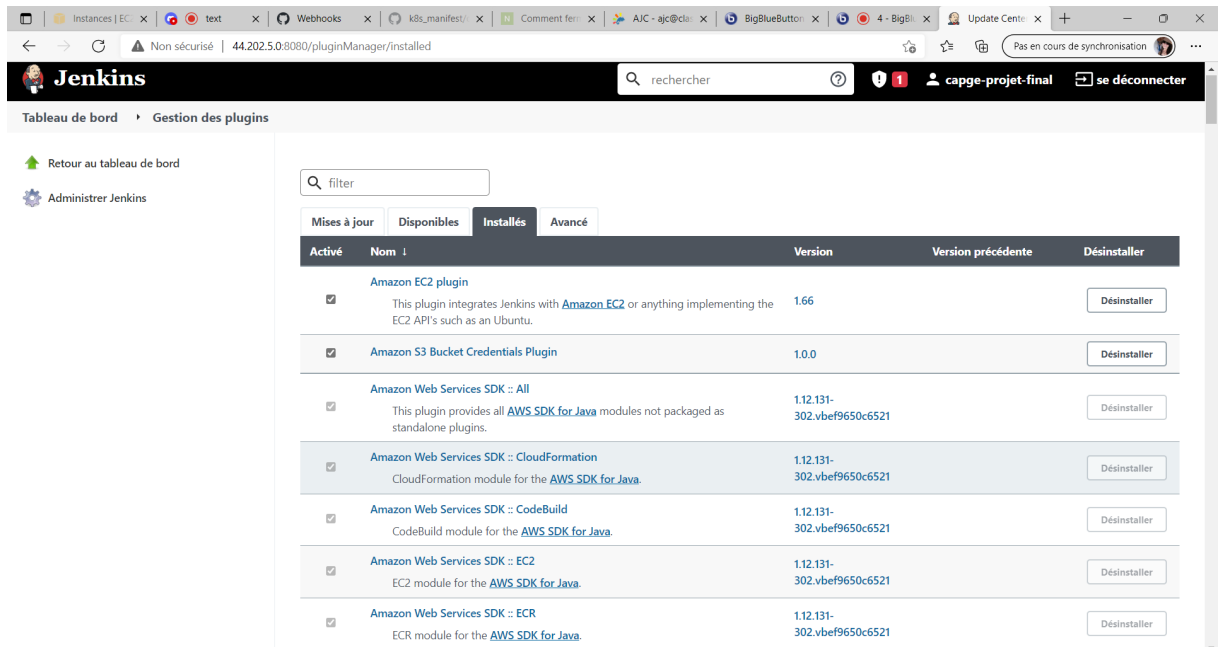 Instances | EC
text
Webhooks
k8s_manifest/
Comment ferm
AJC - ajc@cla
BigBlueButton
4 - BigBl
Update Cente
Non sécurisé | 44.202.5.0:8080/pluginManager/installed
Pas en cours de synchronisation
Jenkins
rechercher
1
capge-projet-final
se déconnecter
Tableau de bord
Gestion des plugins
Retour au tableau de bord
Administrer Jenkins
filter
Mises à jour
Disponibles
Installés
Avancé
Activé
Nom ↓
Version
Version précédente
Désinstaller
Amazon EC2 plugin
This plugin integrates Jenkins with Amazon EC2 or anything implementing the
EC2 API's such as an Ubuntu.
1.66
Désinstaller
Amazon S3 Bucket Credentials Plugin
1.0.0
Désinstaller
Amazon Web Services SDK :: All
This plugin provides all AWS SDK for Java modules not packaged as
standalone plugins.
1.12.131-
302.vbef9650c6521
Désinstaller
Amazon Web Services SDK :: CloudFormation
CloudFormation module for the AWS SDK for Java.
1.12.131-
302.vbef9650c6521
Désinstaller
Amazon Web Services SDK :: CodeBuild
CodeBuild module for the AWS SDK for Java.
1.12.131-
302.vbef9650c6521
Désinstaller
Amazon Web Services SDK :: EC2
EC2 module for the AWS SDK for Java.
1.12.131-
302.vbef9650c6521
Désinstaller
Amazon Web Services SDK :: ECR
ECR module for the AWS SDK for Java.
1.12.131-
302.vbef9650c6521
Désinstaller